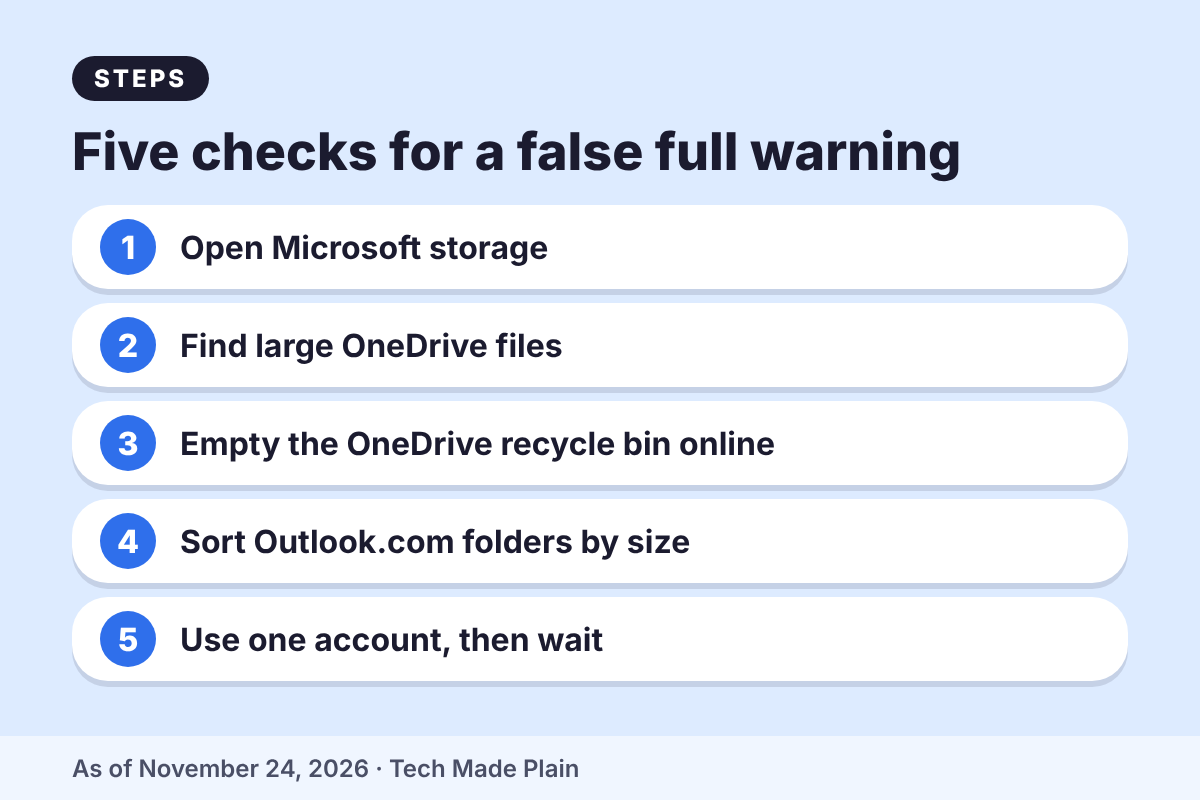 STEPS
Five checks for a false full warning
1 Open Microsoft storage
2 Find large OneDrive files
3 Empty the OneDrive recycle bin online
4 Sort Outlook.com folders by size
5 Use one account, then wait
As of November 24, 2026 · Tech Made Plain